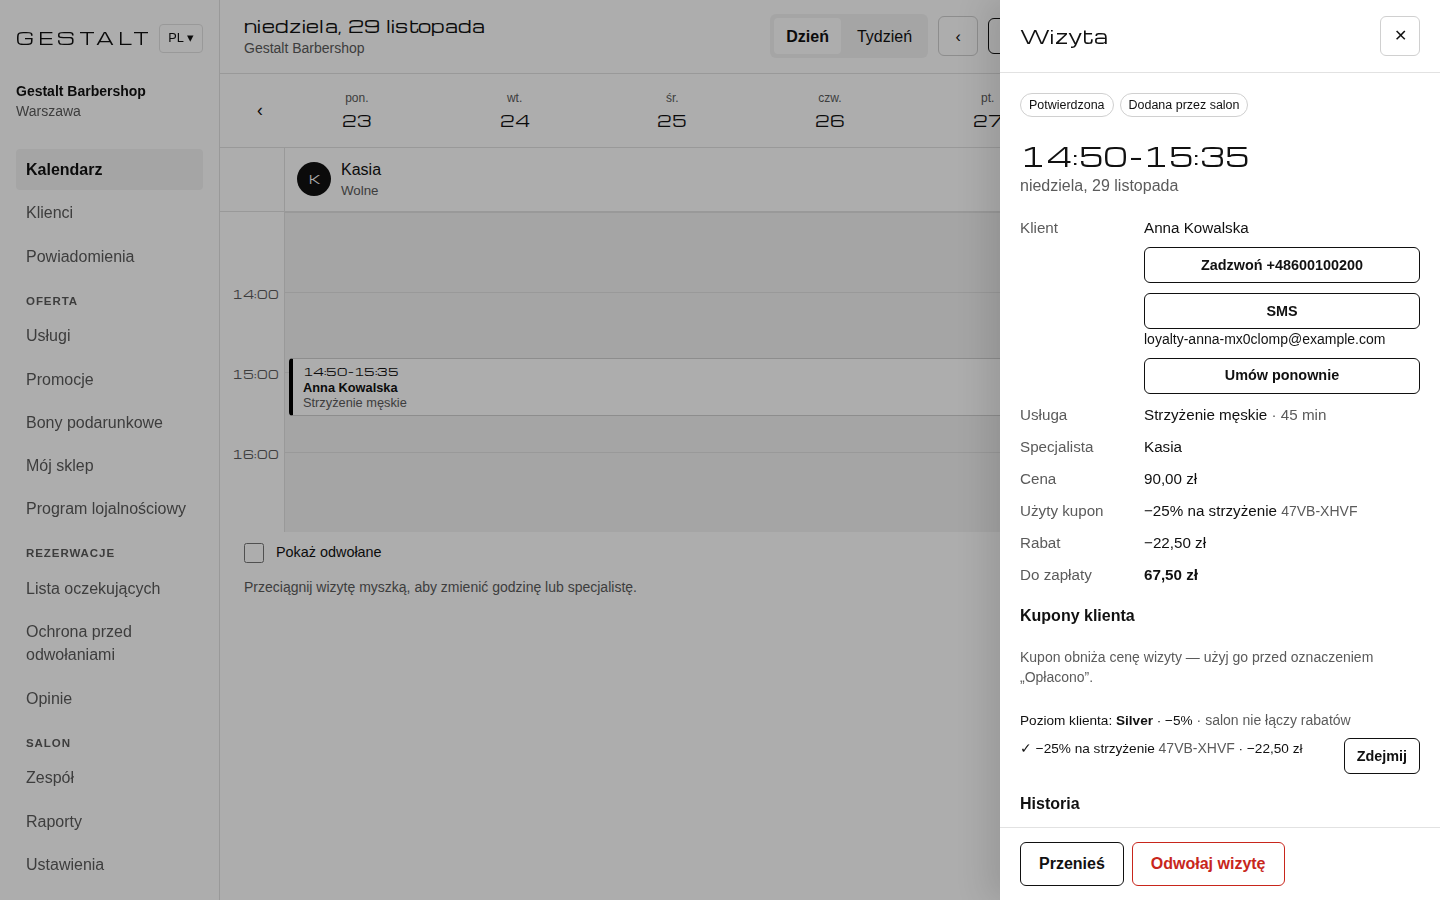 GESTALT
PL ▾
Gestalt Barbershop
Warszawa
Kalendarz
Klienci
Powiadomienia
OFERTA
Usługi
Promocje
Bony podarunkowe
Mój sklep
Program lojalnościowy
REZERWACJE
Lista oczekujących
Ochrona przed
odwołaniami
Opinie
SALON
Zespół
Raporty
Ustawienia
niedziela, 29 listopada
Gestalt Barbershop
Dzień Tydzień ‹
‹
pon. wt. śr. czw. pt.
23 24 25 26 27
K
Kasia
Wolne
14:00
15:00
16:00
14:50-15:35
Anna Kowalska
Strzyżenie męskie
Pokaż odwołane
Przeciągnij wizytę myszką, aby zmienić godzinę lub specjalistę.
Wizyta
✕
Potwierdzona Dodana przez salon
14:50-15:35
niedziela, 29 listopada
Klient Anna Kowalska
Zadzwoń +48600100200
SMS
loyalty-anna-mx0clomp@example.com
Umów ponownie
Usługa Strzyżenie męskie · 45 min
Specjalista Kasia
Cena 90,00 zł
Użyty kupon −25% na strzyżenie 47VB-XHVF
Rabat −22,50 zł
Do zapłaty 67,50 zł
Kupony klienta
Kupon obniża cenę wizyty — użyj go przed oznaczeniem
„Opłacono”.
Poziom klienta: Silver · −5% · salon nie łączy rabatów
✓ −25% na strzyżenie 47VB-XHVF · −22,50 zł
Zdejmij
Historia
Przenieś Odwołaj wizytę